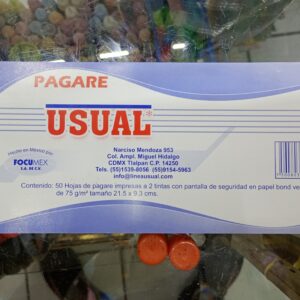 PAGARE
USUAL
Narciso Mendoza 953
Col. Ampl. Miguel Hidalgo
CDMX Tlalpan C.P. 14250
Tels. (55)1539-8056 (55)9154-5963
info@lineausual.com
Hecho en México por
FOCUMEX
S.A. DE C.V.
Contenido: 50 Hojas de pagare impresas a 2 tintas con pantalla de seguridad en papel bond
de 75 g/m² tamaño 21.5 x 9.3 cms.